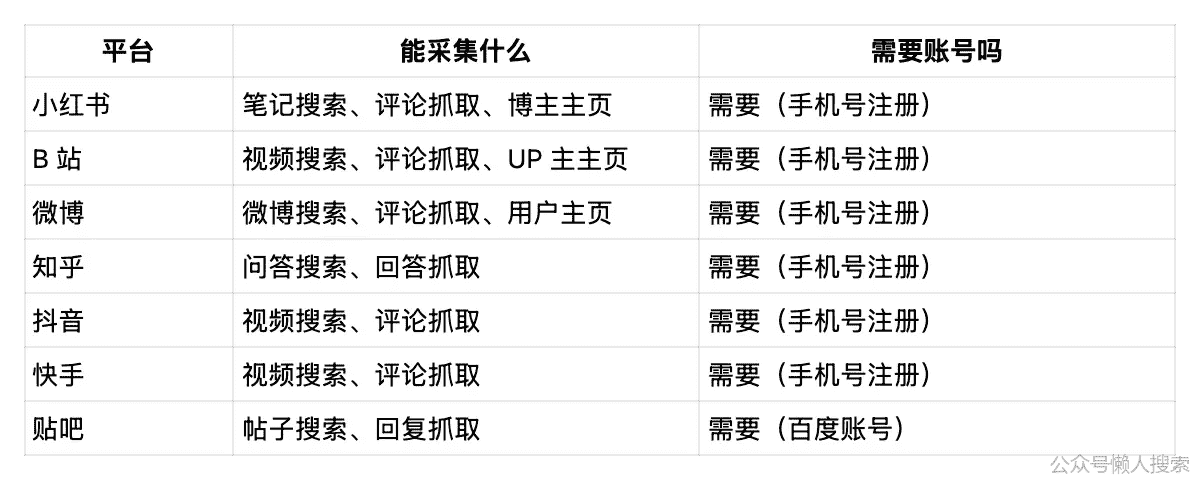 平台 能采集什么 需要账号吗
小红书 笔记搜索、评论抓取、博主主页 需要（手机号注册）
B 站 视频搜索、评论抓取、UP 主主页 需要（手机号注册）
微博 微博搜索、评论抓取、用户主页 需要（手机号注册）
知乎 问答搜索、回答抓取 需要（手机号注册）
抖音 视频搜索、评论抓取 需要（手机号注册）
快手 视频搜索、评论抓取 需要（手机号注册）
贴吧 帖子搜索、回复抓取 需要（百度账号）
公众号懒人搜索